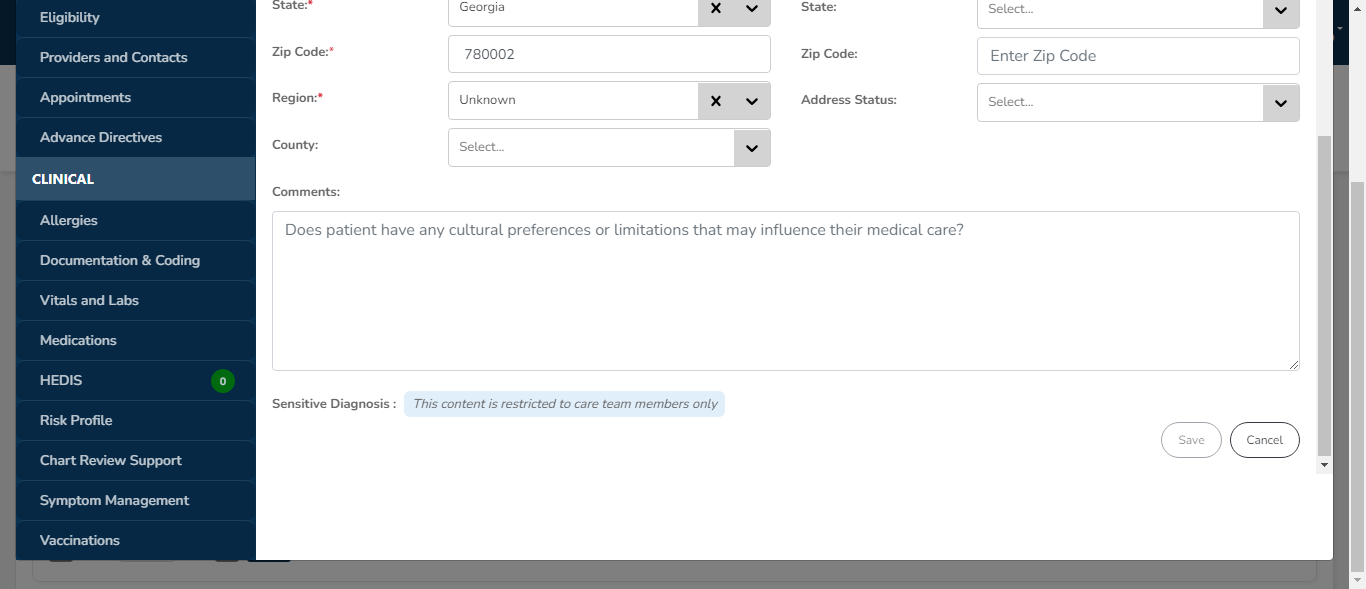 Eligibility
Providers and Contacts
Appointments
Advance Directives
CLINICAL
Allergies
Documentation & Coding
Vitals and Labs
Medications
HEDIS 0
Risk Profile
Chart Review Support
Symptom Management
Vaccinations
State:* Georgia
Zip Code:* 780002
Region:* Unknown
County: Select...
State: Select...
Zip Code: Enter Zip Code
Address Status: Select...
Comments:
Does patient have any cultural preferences or limitations that may influence their medical care?
Sensitive Diagnosis : This content is restricted to care team members only
Save Cancel